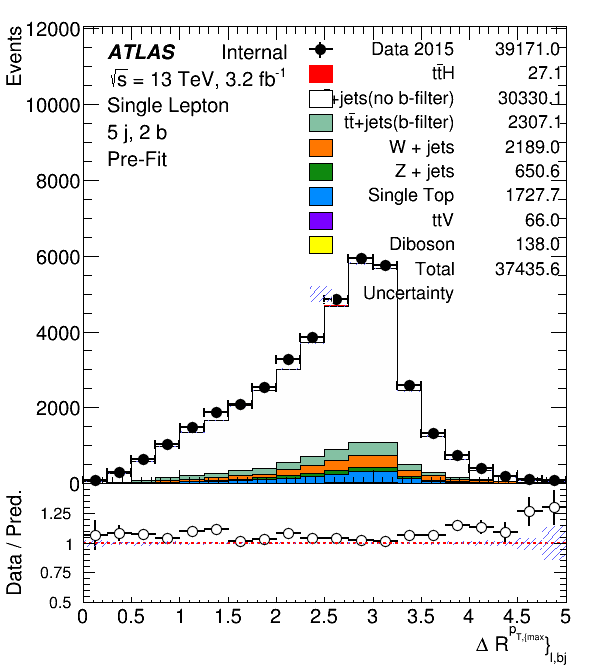 12000
10000
8000
6000
4000
2000
0
Events
ATLAS Internal
√s = 13 TeV, 3.2 fb⁻¹
Single Lepton
5 j, 2 b
Pre-Fit
Data 2015 39171.0
tt̄H 27.1
+jets(no b-filter) 30330.1
tt̄+jets(b-filter) 2307.1
W + jets 2189.0
Z + jets 650.6
Single Top 1727.7
ttV 66.0
Diboson 138.0
Total 37435.6
Uncertainty
1.25
1
0.75
0.5
Data / Pred.
0 0.5 1 1.5 2 2.5 3 3.5 4 4.5 5
Δ R^{p_{T,{max}}_{l,bj}